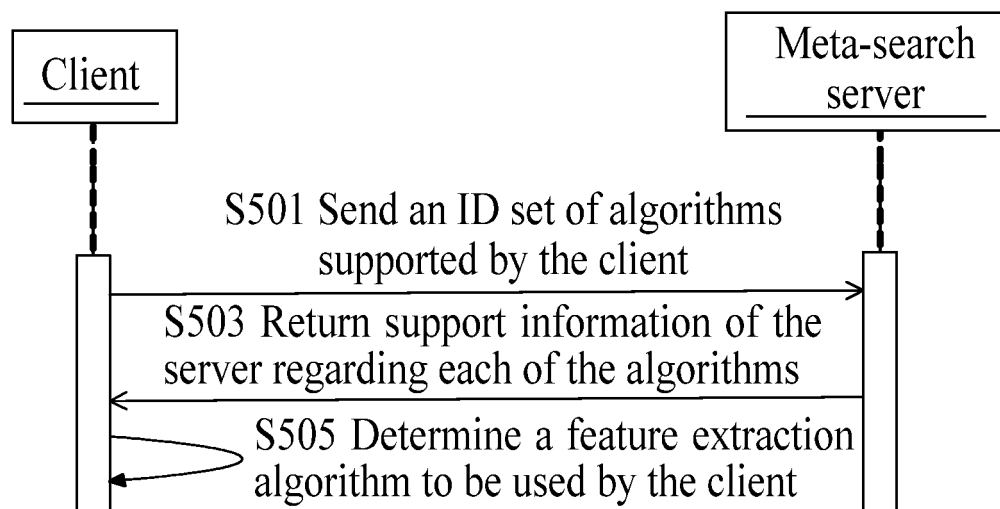 Client
Meta-search
server
S501 Send an ID set of algorithms
supported by the client
S503 Return support information of the
server regarding each of the algorithms
S505 Determine a feature extraction
algorithm to be used by the client